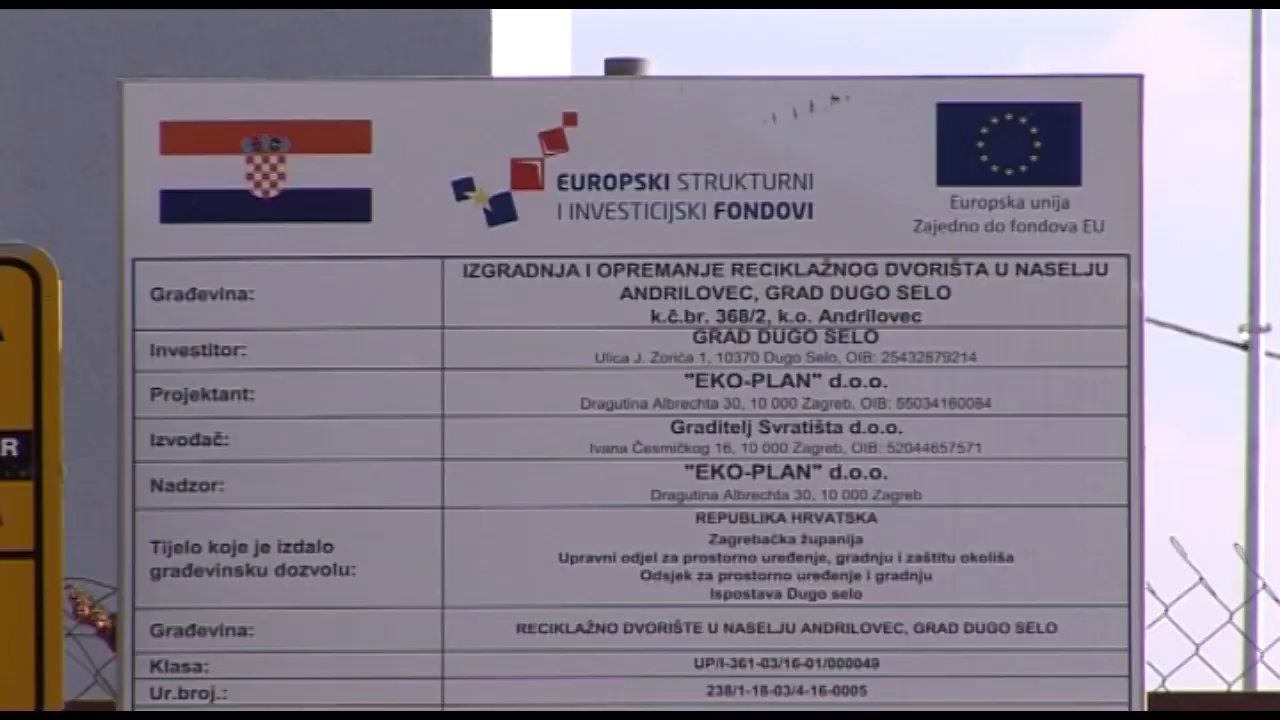 EUROPSKI STRUKTURNI
I INVESTICIJSKI FONDOVI
Europska unija
Zajedno do fondova EU
Građevina:
IZGRADNJA I OPREMANJE RECIKLAŽNOG DVORIŠTA U NASELJU
ANDRILOVEC, GRAD DUGO SELO
k.č.br. 368/2, k.o. Andrilovec
Investitor:
GRAD DUGO SELO
Ulica J. Zorića 1, 10370 Dugo Selo, OIB: 25432879214
Projektant:
"EKO-PLAN" d.o.o.
Dragutina Albrechta 30, 10 000 Zagreb, OIB: 55034160084
Izvođač:
Graditelj Svratišta d.o.o.
Ivana Česmičkog 16, 10 000 Zagreb, OIB: 52044657571
Nadzor:
"EKO-PLAN" d.o.o.
Dragutina Albrechta 30, 10 000 Zagreb
Tijelo koje je izdalo
građevinsku dozvolu:
REPUBLIKA HRVATSKA
Zagrebačka županija
Upravni odjel za prostorno uređenje, gradnju i zaštitu okoliša
Odsjek za prostorno uređenje i gradnju
Ispostava Dugo selo
Građevina:
RECIKLAŽNO DVORIŠTE U NASELJU ANDRILOVEC, GRAD DUGO SELO
Klasa:
UP/I-361-03/16-01/000049
Ur.broj.:
238/1-18-03/4-16-0005
R